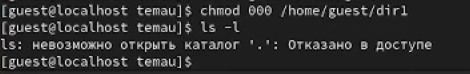 [guest@localhost temau]$ chmod 000 /home/guest/dir1
[guest@localhost temau]$ ls -l
ls: невозможно открыть каталог '.': Отказано в доступе
[guest@localhost temau]$